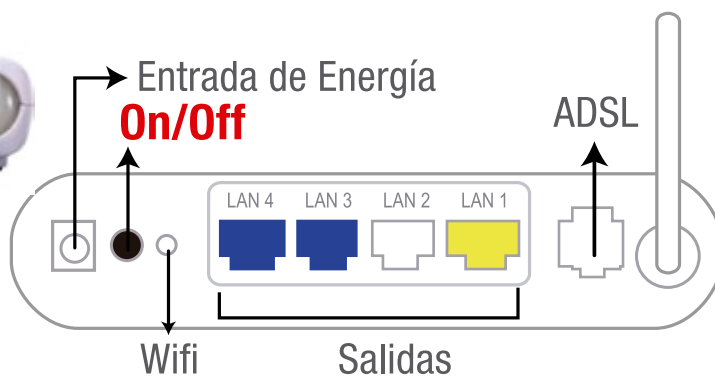 Entrada de Energía
On/Off
ADSL
LAN 4 LAN 3 LAN 2 LAN 1
Wifi Salidas